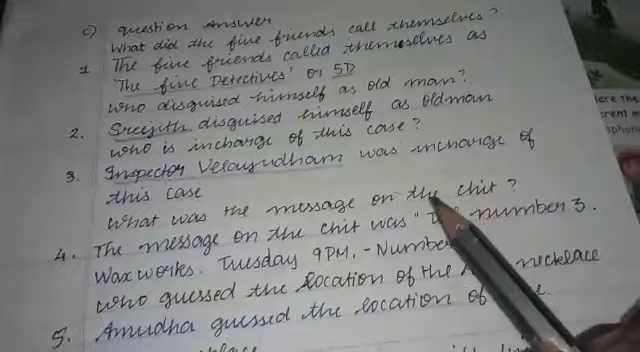 c) question Answer
What did the five friends call themselves?
1 The five friends called themselves as
'The five Detectives' or 5D
who disguised himself as old man?
2. Sreejith disguised himself as oldman
who is incharge of this case?
3. Inspector Velayudham was incharge of
this case
What was the message on the chit?
4. The message on the chit was number 3.
Wax works. Tuesday 9PM. - Number
who guessed the location of the necklace
5. Amudha guessed the location of